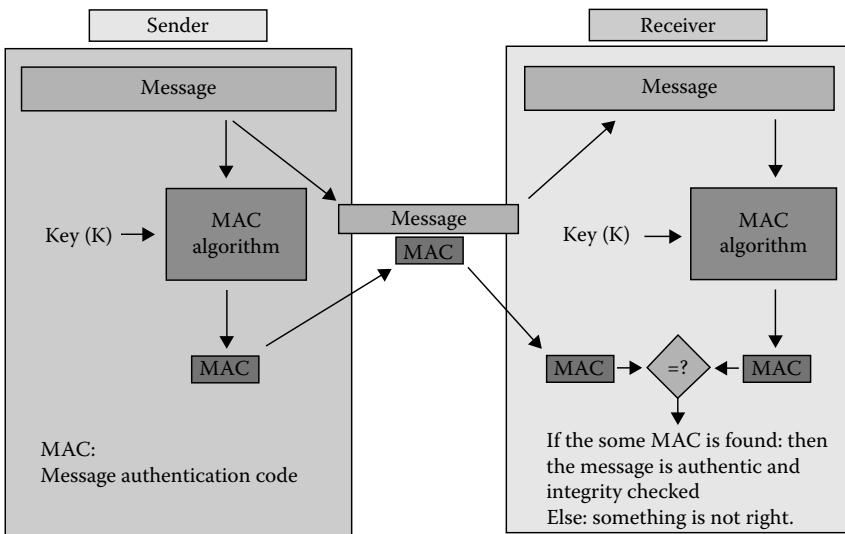 Sender
Receiver
Message
Message
Key (K)
MAC
algorithm
Message
MAC
Key (K)
MAC
algorithm
MAC
MAC
=?
MAC
MAC:
Message authentication code
If the some MAC is found: then
the message is authentic and
integrity checked
Else: something is not right.